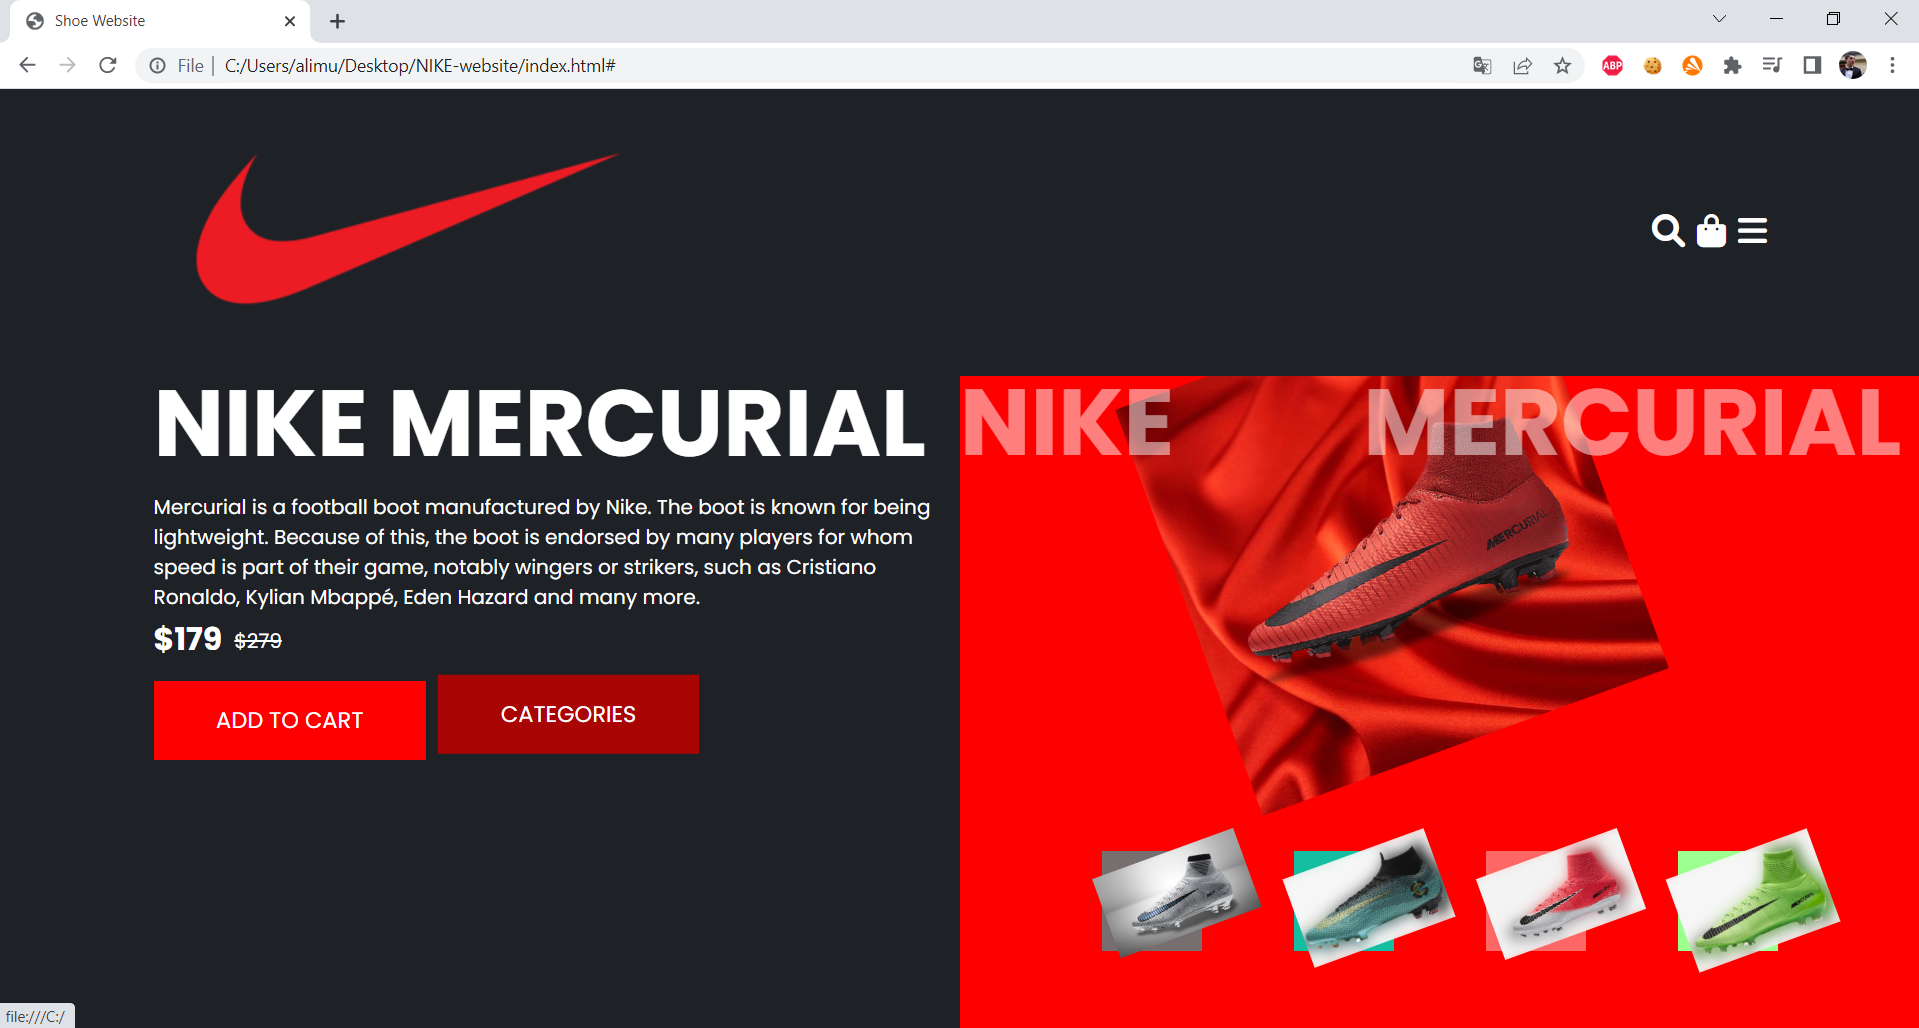 Shoe Website
File
C:/Users/alimu/Desktop/NIKE-website/index.html#
ABP
NIKE MERCURIAL
NIKE MERCURIAL
MERCURIAL
Mercurial is a football boot manufactured by Nike. The boot is known for being
lightweight. Because of this, the boot is endorsed by many players for whom
speed is part of their game, notably wingers or strikers, such as Cristiano
Ronaldo, Kylian Mbappé, Eden Hazard and many more.
$179 $279
ADD TO CART
CATEGORIES
file:///C:/